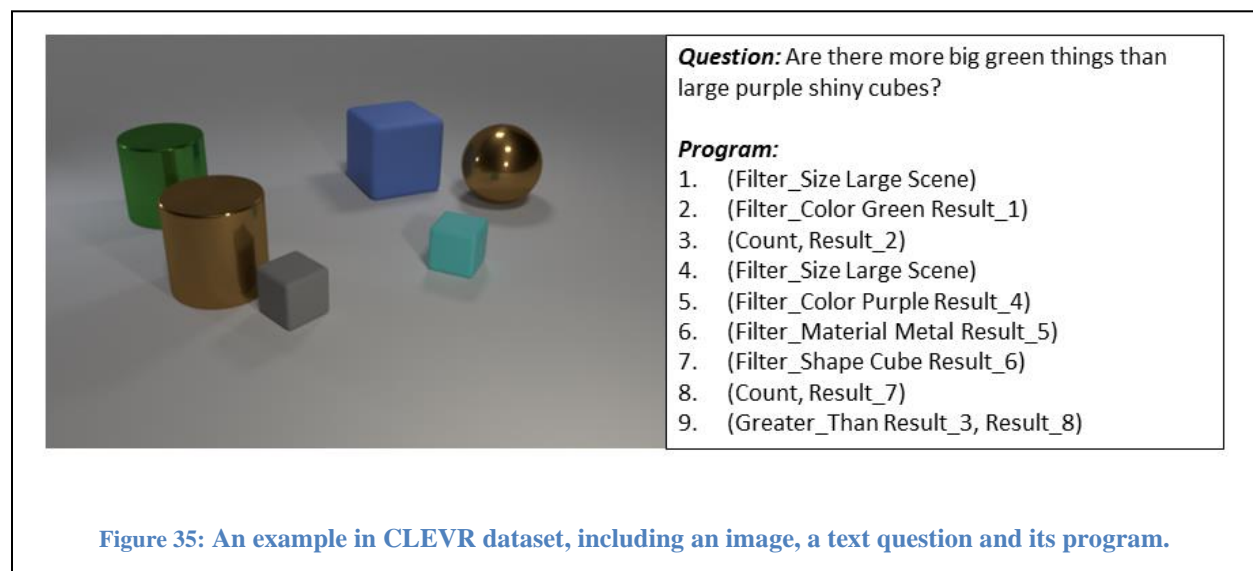 Question: Are there more big green things than
large purple shiny cubes?
Program:
1. (Filter_Size Large Scene)
2. (Filter_Color Green Result_1)
3. (Count, Result_2)
4. (Filter_Size Large Scene)
5. (Filter_Color Purple Result_4)
6. (Filter_Material Metal Result_5)
7. (Filter_Shape Cube Result_6)
8. (Count, Result_7)
9. (Greater_Than Result_3, Result_8)
Figure 35: An example in CLEVR dataset, including an image, a text question and its program.